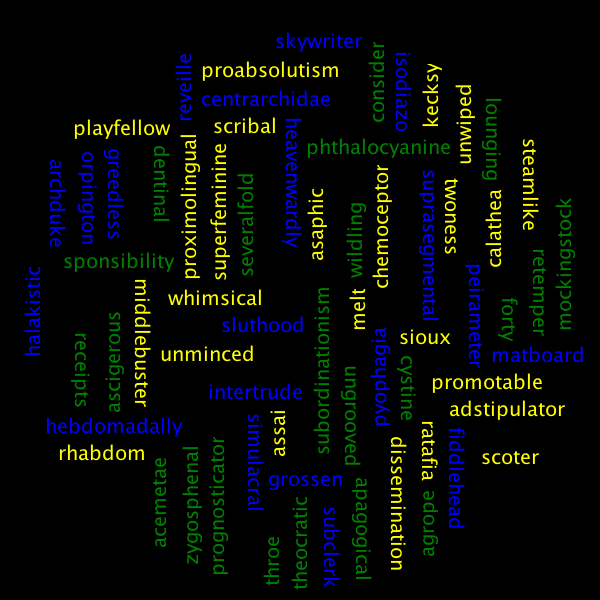 skywriter
proabsolutism
reveille
consider
isodiazo
kecksy
centrarchidae
unwiped
lounging
playfellow
scribal
heavenwardly
phthalocyanine
steamlike
archduke
orpington
greedless
dentinal
proximolingual
superfeminine
severalfold
asaphic
wildling
chemoceptor
suprasegmental
twoness
calathea
mockingstock
retemper
sponsibility
halakistic
middlebuster
whimsical
sluthood
subordinationism
melt
peirameter
forty
sioux
matboard
receipts
ascigerous
unminced
pyophagia
cystine
promotable
intertrude
ungrooved
adstipulator
hebdomadally
simulacral
assai
rhabdom
dissemination
ratafia
fiddlehead
scoter
acemetae
zygosphenal
prognosticator
grossen
apagogical
agrode
throe
theocratic
subclerk